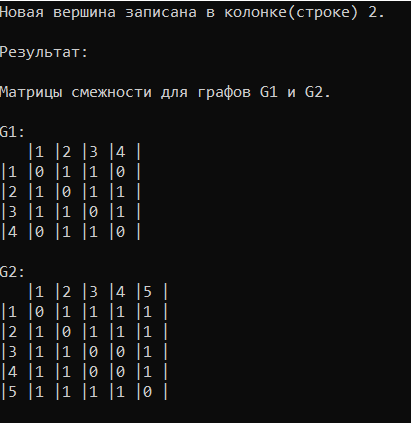 Новая вершина записана в колонке(строке) 2.
Результат:
Матрицы смежности для графов G1 и G2.
G1:
   |1 |2 |3 |4 |
|1 |0 |1 |1 |0 |
|2 |1 |0 |1 |1 |
|3 |1 |1 |0 |1 |
|4 |0 |1 |1 |0 |
G2:
   |1 |2 |3 |4 |5 |
|1 |0 |1 |1 |1 |1 |
|2 |1 |0 |1 |1 |1 |
|3 |1 |1 |0 |0 |1 |
|4 |1 |1 |0 |0 |1 |
|5 |1 |1 |1 |1 |0 |